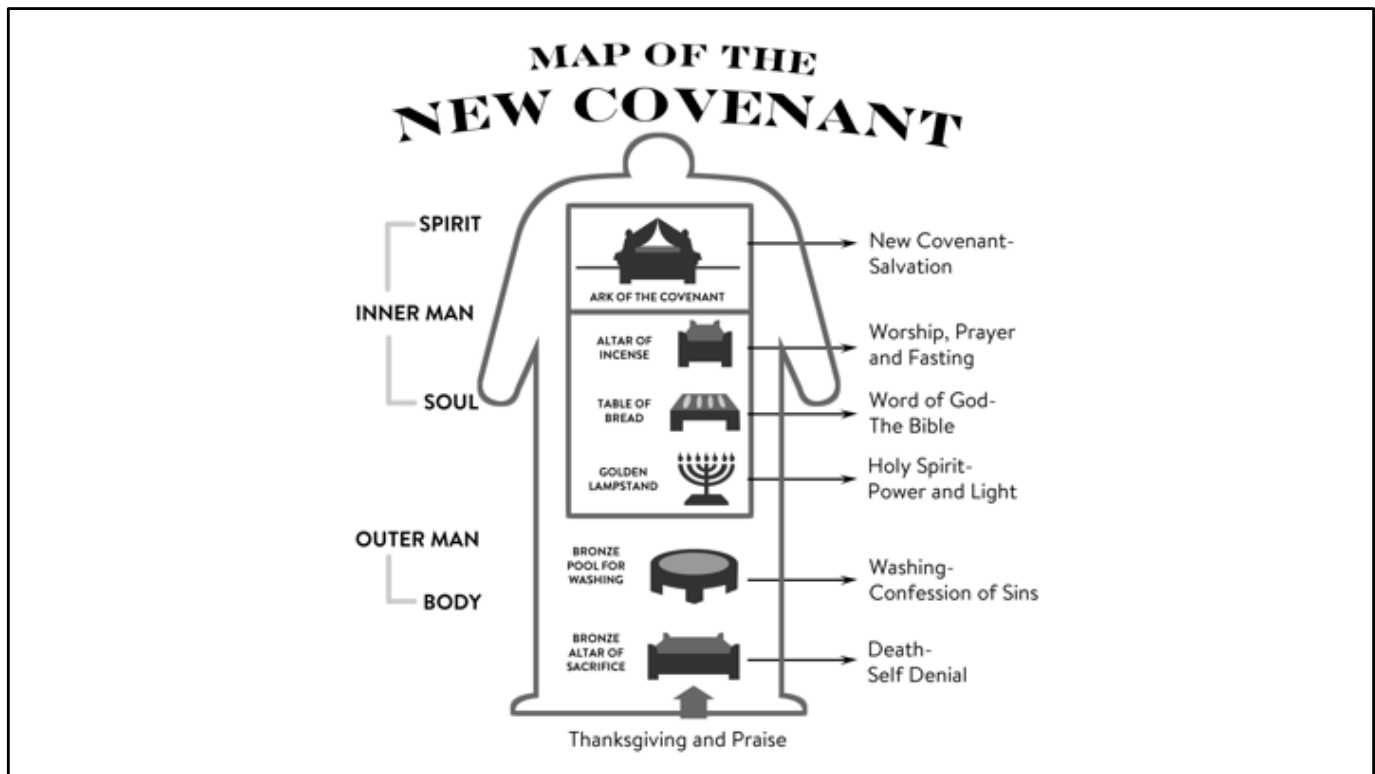 MAP OF THE
NEW COVENANT
SPIRIT
INNER MAN
SOUL
OUTER MAN
BODY
ARK OF THE COVENANT
ALTAR OF
INCENSE
TABLE OF
BREAD
GOLDEN
LAMPSTAND
BRONZE
POOL FOR
WASHING
BRONZE
ALTAR OF
SACRIFICE
New Covenant-
Salvation
Worship, Prayer
and Fasting
Word of God-
The Bible
Holy Spirit-
Power and Light
Washing-
Confession of Sins
Death-
Self Denial
Thanksgiving and Praise